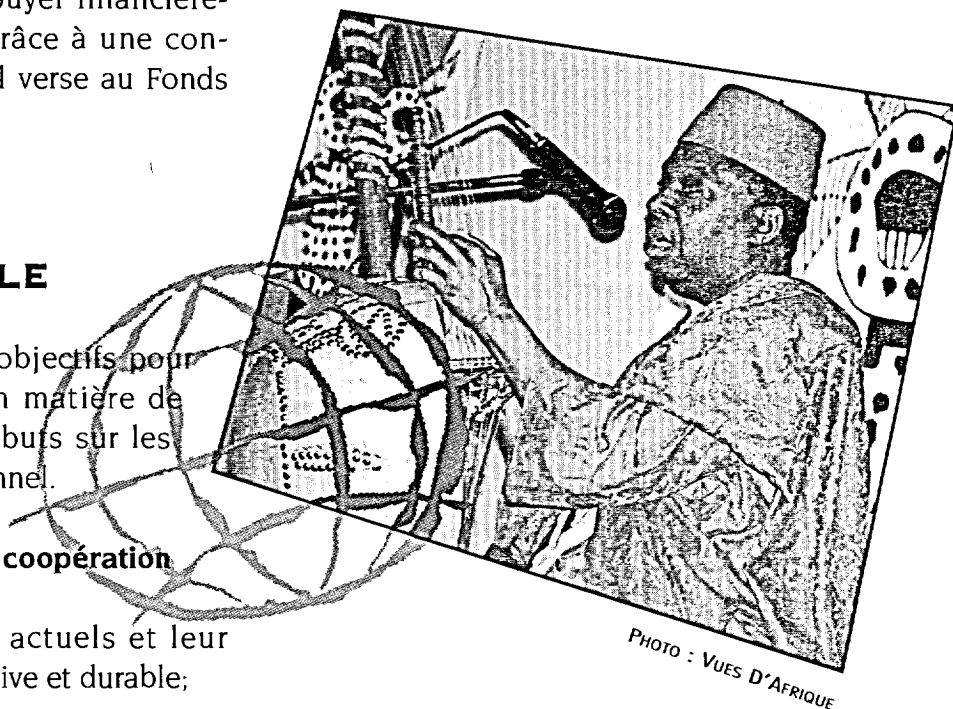 uyer financière-
râce à une con-
d verse au Fonds
LE
objectifs pour
n matière de
buts sur les
nnel.
coopération
actuels et leur
ive et durable;
PHOTO : VUES D'AFRIQUE